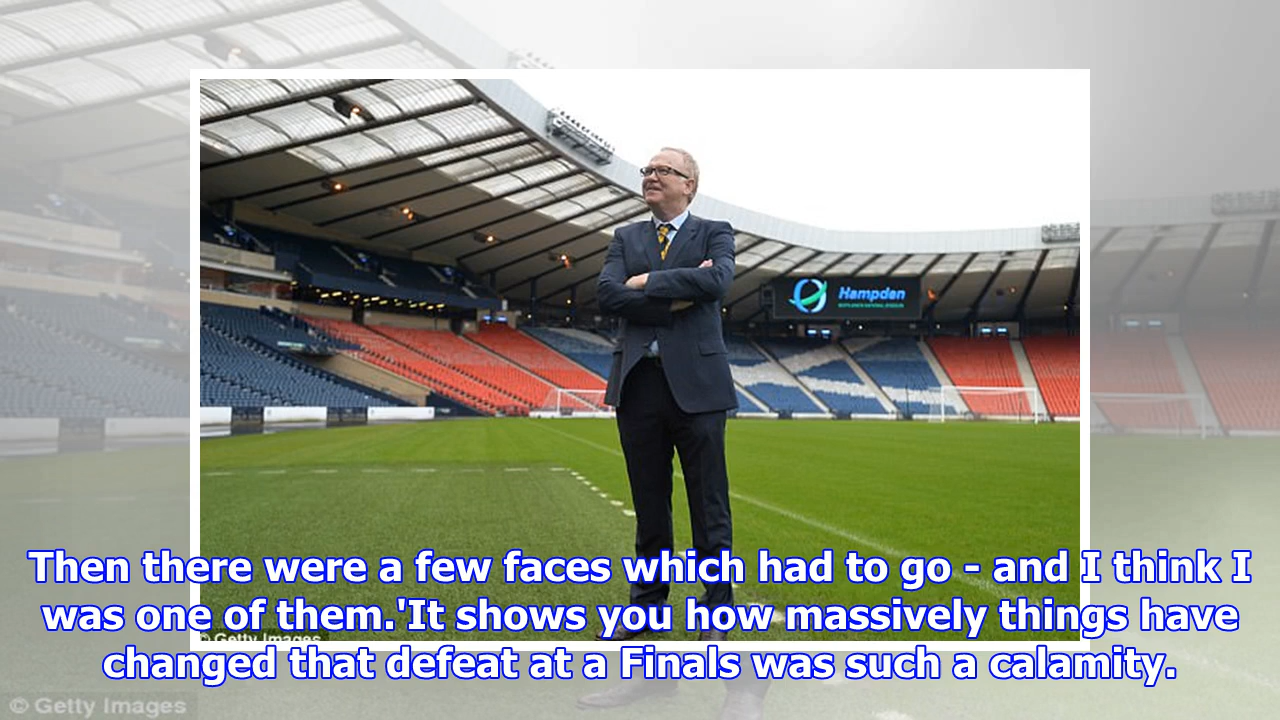 Hampden
Then there were a few faces which had to go - and I think I
was one of them.'It shows you how massively things have
© Getty Images
changed that defeat at a Finals was such a calamity.
© Getty Images